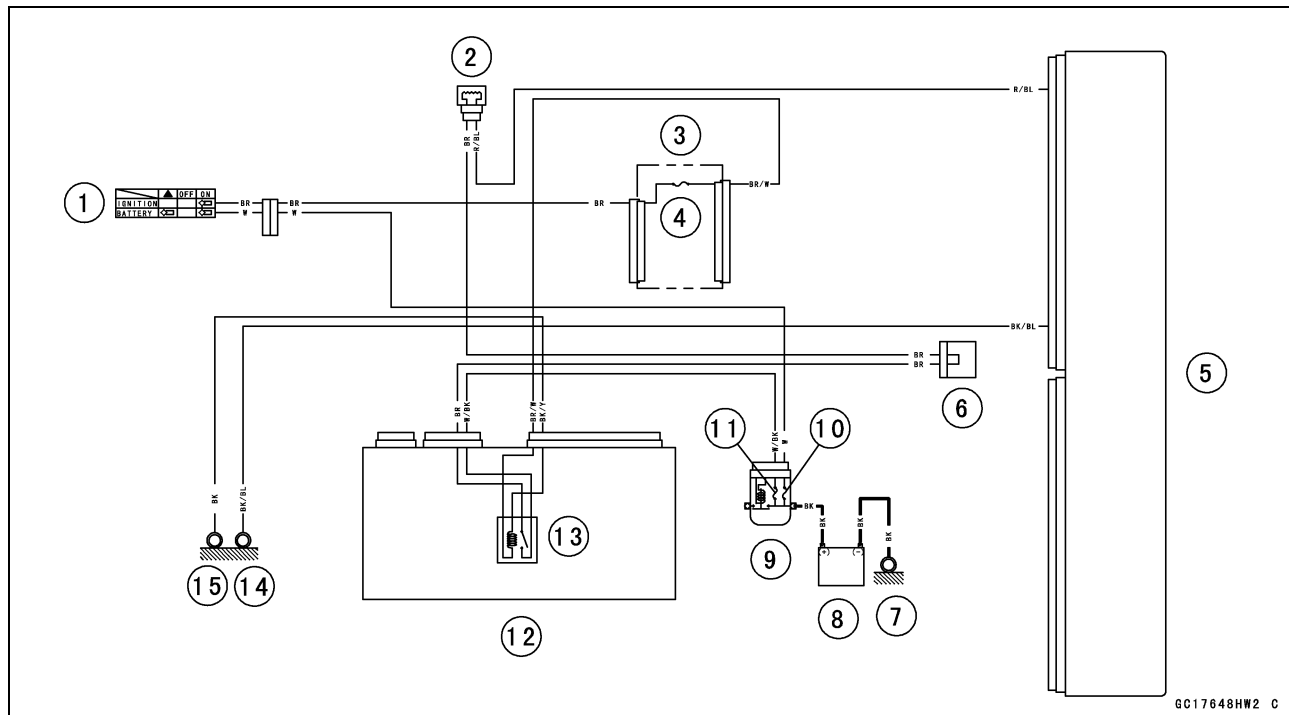 2
R/BL
3
BR
R/BL
1
OFF ON
IGNITION
BATTERY
BR
W
BR
W
BR
4
BR/W
BK/BL
BR
BR
6
5
BR
W/BK
BR/W
BK/Y
11
10
W/BK
W
BK
BK/BL
13
BK
BK
BK
BK
(+)
(−)
15
14
9
8
7
12
GC17648HW2 C